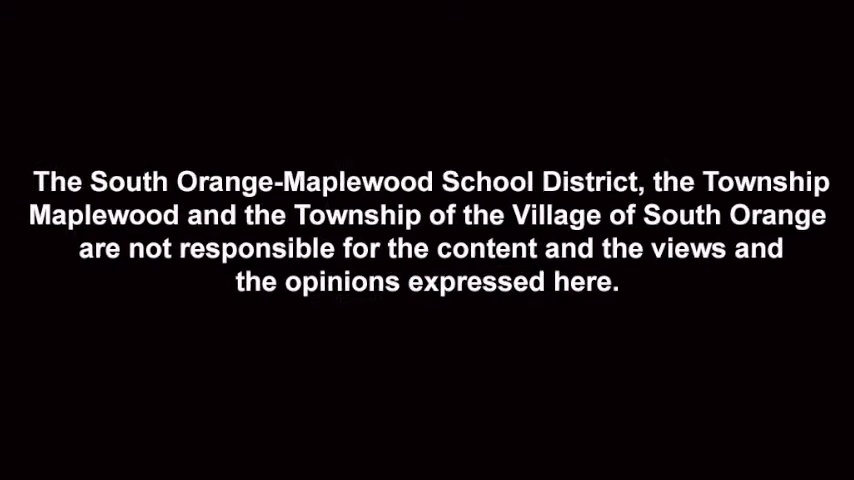 The South Orange-Maplewood School District, the Township
Maplewood and the Township of the Village of South Orange
are not responsible for the content and the views and
the opinions expressed here.